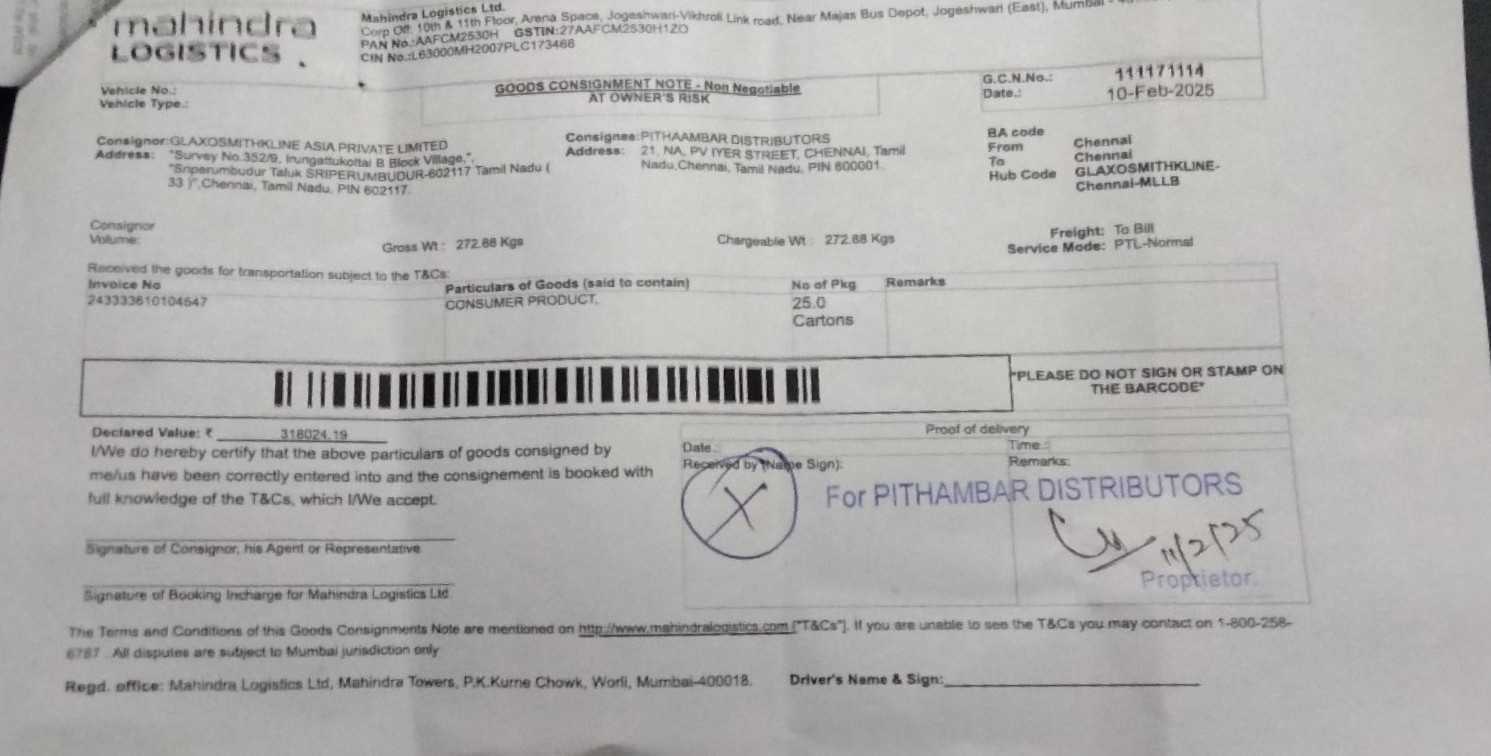 mahindra
LOGISTICS
Mahindra Logistics Ltd.
Corp Off: 10th & 11th Floor, Arena Space, Jogeshwari-Vikhroli Link road, Near Majas Bus Depot, Jogeshwari (East), Mumbai -
PAN No.:AAFCM2530H GSTIN:27AAFCM2530H1ZO
CIN No.:L63000MH2007PLC173466
Vehicle No.:
Vehicle Type.:
GOODS CONSIGNMENT NOTE - Non Negotiable
AT OWNER'S RISK
G.C.N.No.: 111171114
Date.: 10-Feb-2025
Consignor:GLAXOSMITHKLINE ASIA PRIVATE LIMITED
Address: "Survey No.352/9, Irungattukottai B Block Village,",
"Sriperumbudur Taluk SRIPERUMBUDUR-602117 Tamil Nadu (
33 )",Chennai, Tamil Nadu, PIN 602117.
Consignee:PITHAAMBAR DISTRIBUTORS
Address: 21, NA, PV IYER STREET, CHENNAI, Tamil
Nadu,Chennai, Tamil Nadu, PIN 600001.
BA code
From Chennai
To Chennai
Hub Code GLAXOSMITHKLINE-
Chennai-MLLB
Consignor
Volume:
Gross Wt : 272.88 Kgs
Chargeable Wt : 272.88 Kgs
Freight: To Bill
Service Mode: PTL-Normal
Received the goods for transportation subject to the T&Cs:
Invoice No Particulars of Goods (said to contain) No of Pkg Remarks
243333610104647 CONSUMER PRODUCT, 25.0
Cartons
*PLEASE DO NOT SIGN OR STAMP ON
THE BARCODE*
Declared Value: ₹ 318024.19
I/We do hereby certify that the above particulars of goods consigned by
me/us have been correctly entered into and the consignement is booked with
full knowledge of the T&Cs, which I/We accept.
Signature of Consignor, his Agent or Representative
Signature of Booking Incharge for Mahindra Logistics Ltd
Proof of delivery
Date.: Time.:
Received by (Name Sign): Remarks:
X
For PITHAMBAR DISTRIBUTORS
11/2/25
Proprietor.
The Terms and Conditions of this Goods Consignments Note are mentioned on http://www.mahindralogistics.com ["T&Cs"]. If you are unable to see the T&Cs you may contact on 1-800-258-
6787 . All disputes are subject to Mumbai jurisdiction only
Regd. office: Mahindra Logistics Ltd, Mahindra Towers, P.K.Kurne Chowk, Worli, Mumbai-400018. Driver's Name & Sign: